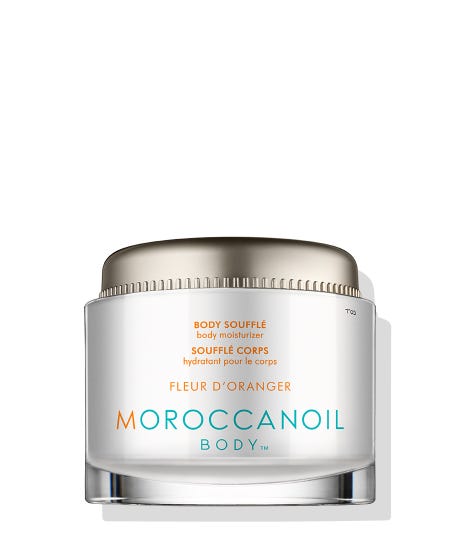 BODY SOUFFLÉ
body moisturizer
SOUFFLÉ CORPS
hydratant pour le corps
FLEUR D'ORANGER
MOROCCANOIL
BODY™